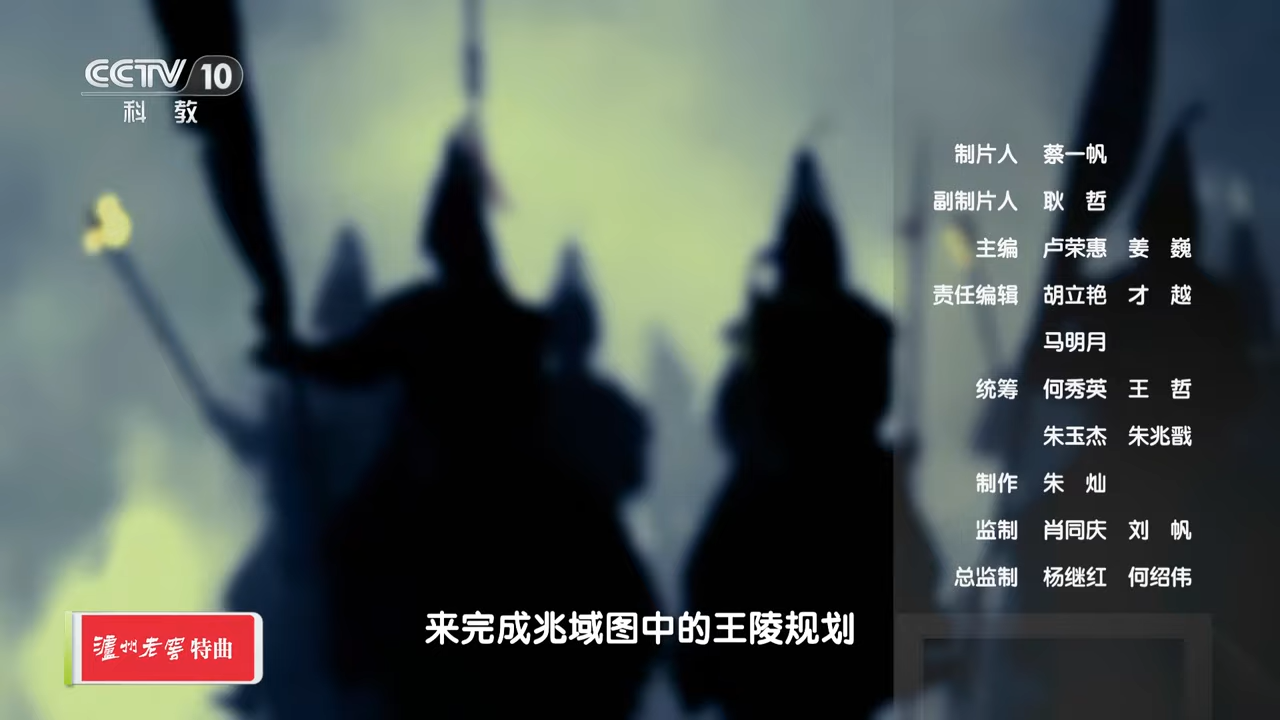 CCTV 10
科 教
制片人 蔡一帆
副制片人 耿 哲
主编 卢荣惠 姜 巍
责任编辑 胡立艳 才 越
马明月
统筹 何秀英 王 哲
朱玉杰 朱兆戬
制作 朱 灿
监制 肖同庆 刘 帆
总监制 杨继红 何绍伟
来完成兆域图中的王陵规划
泸州老窖特曲